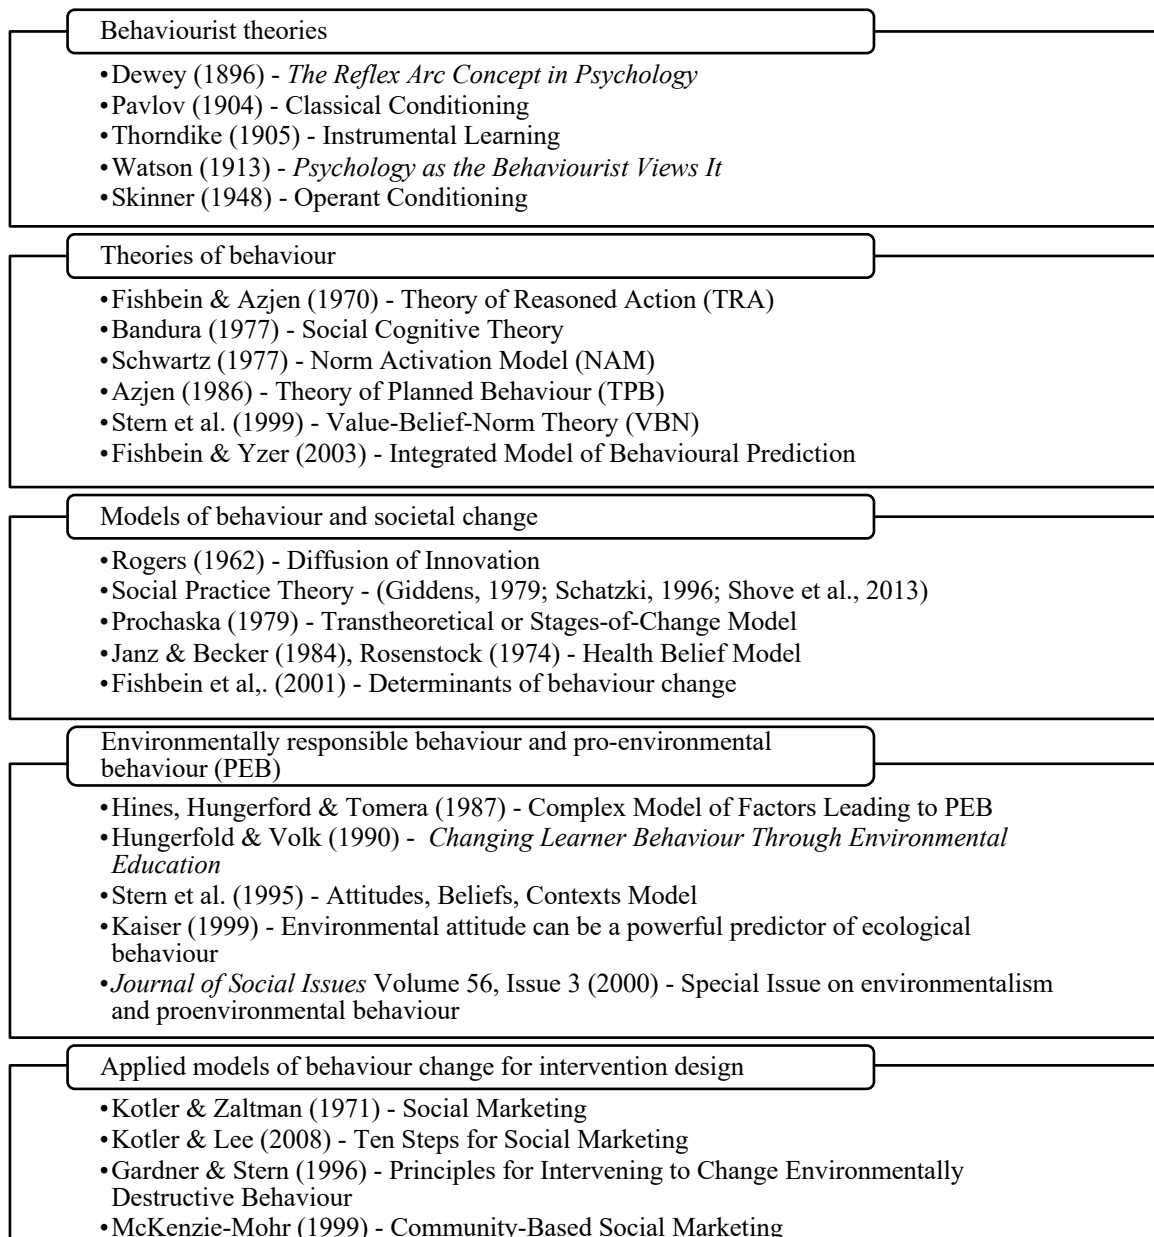 Behaviourist theories
•Dewey (1896) - The Reflex Arc Concept in Psychology
•Pavlov (1904) - Classical Conditioning
•Thorndike (1905) - Instrumental Learning
•Watson (1913) - Psychology as the Behaviourist Views It
•Skinner (1948) - Operant Conditioning
Theories of behaviour
•Fishbein & Azjen (1970) - Theory of Reasoned Action (TRA)
•Bandura (1977) - Social Cognitive Theory
•Schwartz (1977) - Norm Activation Model (NAM)
•Azjen (1986) - Theory of Planned Behaviour (TPB)
•Stern et al. (1999) - Value-Belief-Norm Theory (VBN)
•Fishbein & Yzer (2003) - Integrated Model of Behavioural Prediction
Models of behaviour and societal change
•Rogers (1962) - Diffusion of Innovation
•Social Practice Theory - (Giddens, 1979; Schatzki, 1996; Shove et al., 2013)
•Prochaska (1979) - Transtheoretical or Stages-of-Change Model
•Janz & Becker (1984), Rosenstock (1974) - Health Belief Model
•Fishbein et al,. (2001) - Determinants of behaviour change
Environmentally responsible behaviour and pro-environmental
behaviour (PEB)
•Hines, Hungerford & Tomera (1987) - Complex Model of Factors Leading to PEB
•Hungerfold & Volk (1990) - Changing Learner Behaviour Through Environmental
Education
•Stern et al. (1995) - Attitudes, Beliefs, Contexts Model
•Kaiser (1999) - Environmental attitude can be a powerful predictor of ecological
behaviour
•Journal of Social Issues Volume 56, Issue 3 (2000) - Special Issue on environmentalism
and proenvironmental behaviour
Applied models of behaviour change for intervention design
•Kotler & Zaltman (1971) - Social Marketing
•Kotler & Lee (2008) - Ten Steps for Social Marketing
•Gardner & Stern (1996) - Principles for Intervening to Change Environmentally
Destructive Behaviour
•McKenzie-Mohr (1999) - Community-Based Social Marketing